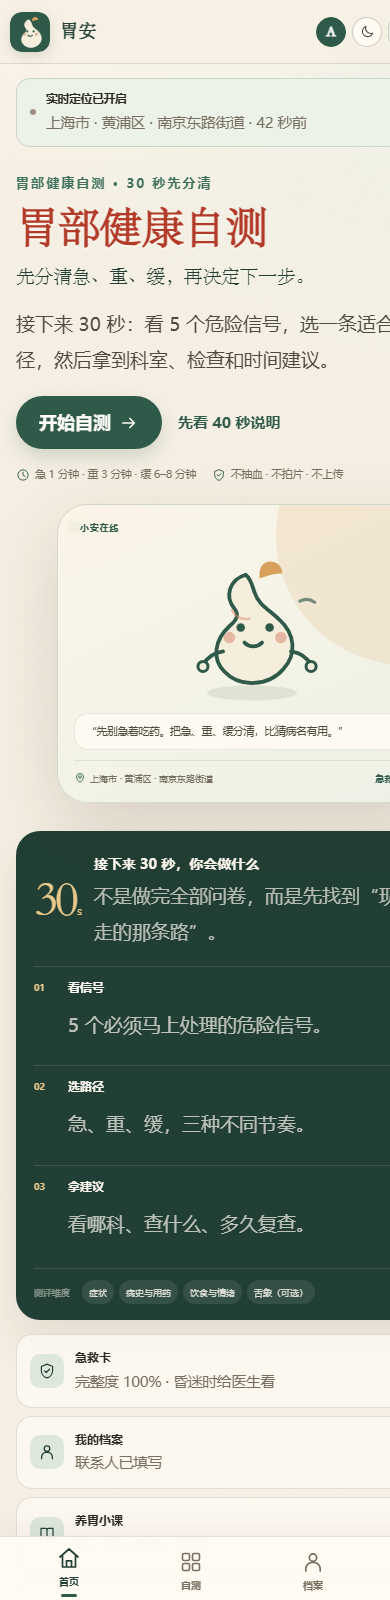 胃安
A
实时定位已开启
上海市 · 黄浦区 · 南京东路街道 · 42 秒前
胃部健康自测 • 30 秒先分清
胃部健康自测
先分清急、重、缓，再决定下一步。
接下来 30 秒：看 5 个危险信号，选一条适合
径，然后拿到科室、检查和时间建议。
开始自测 →
先看 40 秒说明
急 1 分钟 · 重 3 分钟 · 缓 6–8 分钟
不抽血 · 不拍片 · 不上传
小安在线
“先别急着吃药。把急、重、缓分清，比猜病名有用。”
上海市 · 黄浦区 · 南京东路街道
急救
接下来 30 秒，你会做什么
30s
不是做完全部问卷，而是先找到“现
走的那条路”。
01 看信号
5 个必须马上处理的危险信号。
02 选路径
急、重、缓，三种不同节奏。
03 拿建议
看哪科、查什么、多久复查。
测评维度 症状 病史与用药 饮食与情绪 舌象（可选）
急救卡
完整度 100% · 昏迷时给医生看
我的档案
联系人已填写
养胃小课
首页
自测
档案